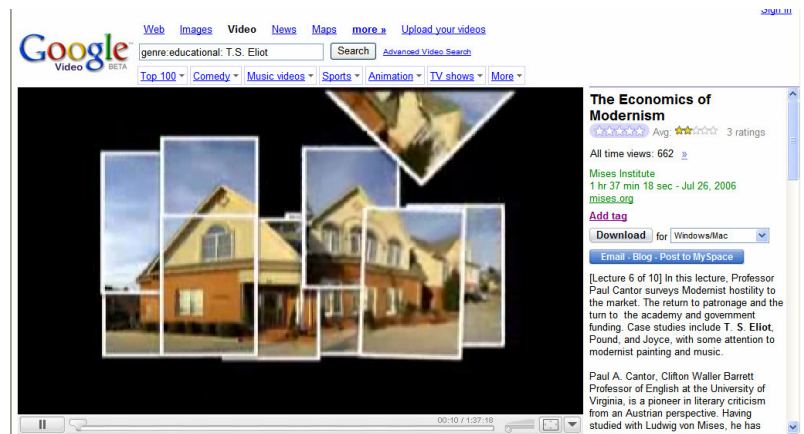 Sign in
Web Images Video News Maps more » Upload your videos
Google
Video BETA
genre:educational: T.S. Eliot Search Advanced Video Search
Top 100 Comedy Music videos Sports Animation TV shows More
The Economics of
Modernism
Avg: 3 ratings
All time views: 662 »
Mises Institute
1 hr 37 min 18 sec - Jul 26, 2006
mises.org
Add tag
Download for Windows/Mac
Email - Blog - Post to MySpace
[Lecture 6 of 10] In this lecture, Professor
Paul Cantor surveys Modernist hostility to
the market. The return to patronage and the
turn to the academy and government
funding. Case studies include T. S. Eliot,
Pound, and Joyce, with some attention to
modernist painting and music.
Paul A. Cantor, Clifton Waller Barrett
Professor of English at the University of
Virginia, is a pioneer in literary criticism
from an Austrian perspective. Having
studied with Ludwig von Mises, he has
00:10 / 1:37:18